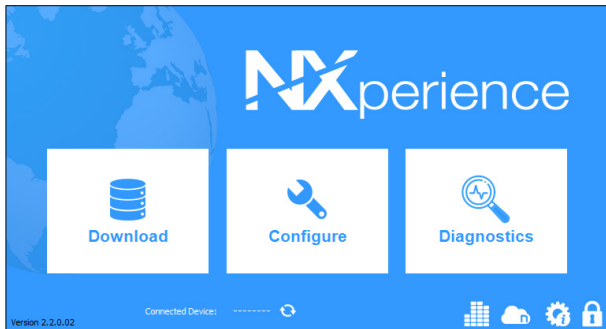 NXperience
Download
Configure
Diagnostics
Version 2.2.0.02
Connected Device: --------
n